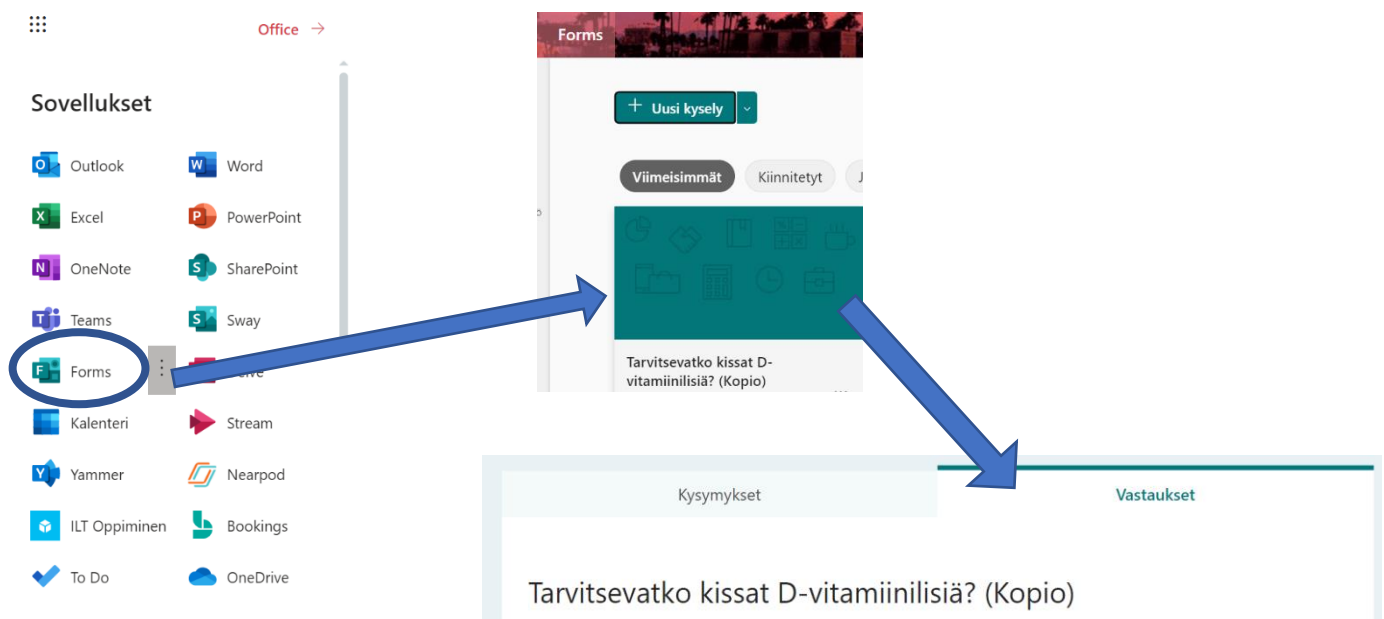 Office →
Sovellukset
Outlook
Word
Excel
PowerPoint
OneNote
SharePoint
Teams
Sway
Forms
Kalenteri
Stream
Yammer
Nearpod
ILT Oppiminen
Bookings
To Do
OneDrive
Forms
+ Uusi kysely
Viimeisimmät
Kiinnitetyt
J
Tarvitsevatko kissat D-
vitamiinilisiä? (Kopio)
Kysymykset
Vastaukset
Tarvitsevatko kissat D-vitamiinilisiä? (Kopio)